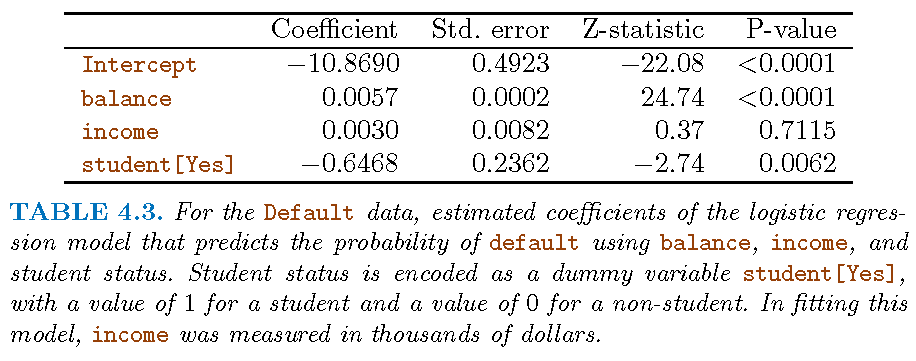 Coefficient Std. error Z-statistic P-value
Intercept −10.8690 0.4923 −22.08 <0.0001
balance 0.0057 0.0002 24.74 <0.0001
income 0.0030 0.0082 0.37 0.7115
student[Yes] −0.6468 0.2362 −2.74 0.0062
TABLE 4.3. For the Default data, estimated coefficients of the logistic regres-
sion model that predicts the probability of default using balance, income, and
student status. Student status is encoded as a dummy variable student[Yes],
with a value of 1 for a student and a value of 0 for a non-student. In fitting this
model, income was measured in thousands of dollars.